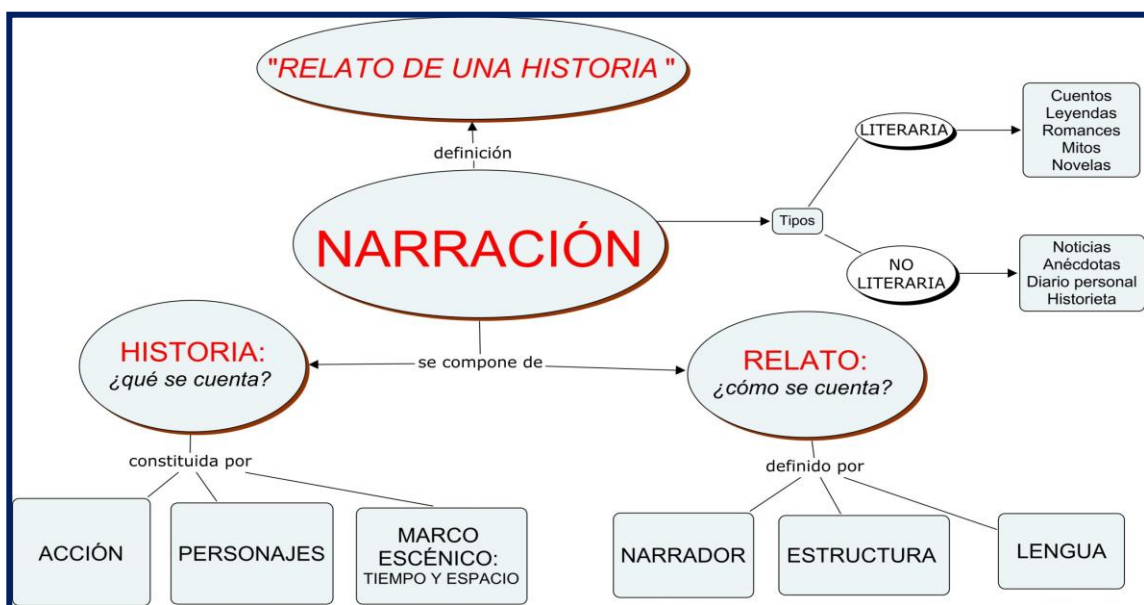 "RELATO DE UNA HISTORIA "
definición
NARRACIÓN
Tipos
LITERARIA
Cuentos
Leyendas
Romances
Mitos
Novelas
NO
LITERARIA
Noticias
Anécdotas
Diario personal
Historieta
se compone de
HISTORIA:
¿qué se cuenta?
constituida por
ACCIÓN
PERSONAJES
MARCO
ESCÉNICO:
TIEMPO Y ESPACIO
RELATO:
¿cómo se cuenta?
definido por
NARRADOR
ESTRUCTURA
LENGUA